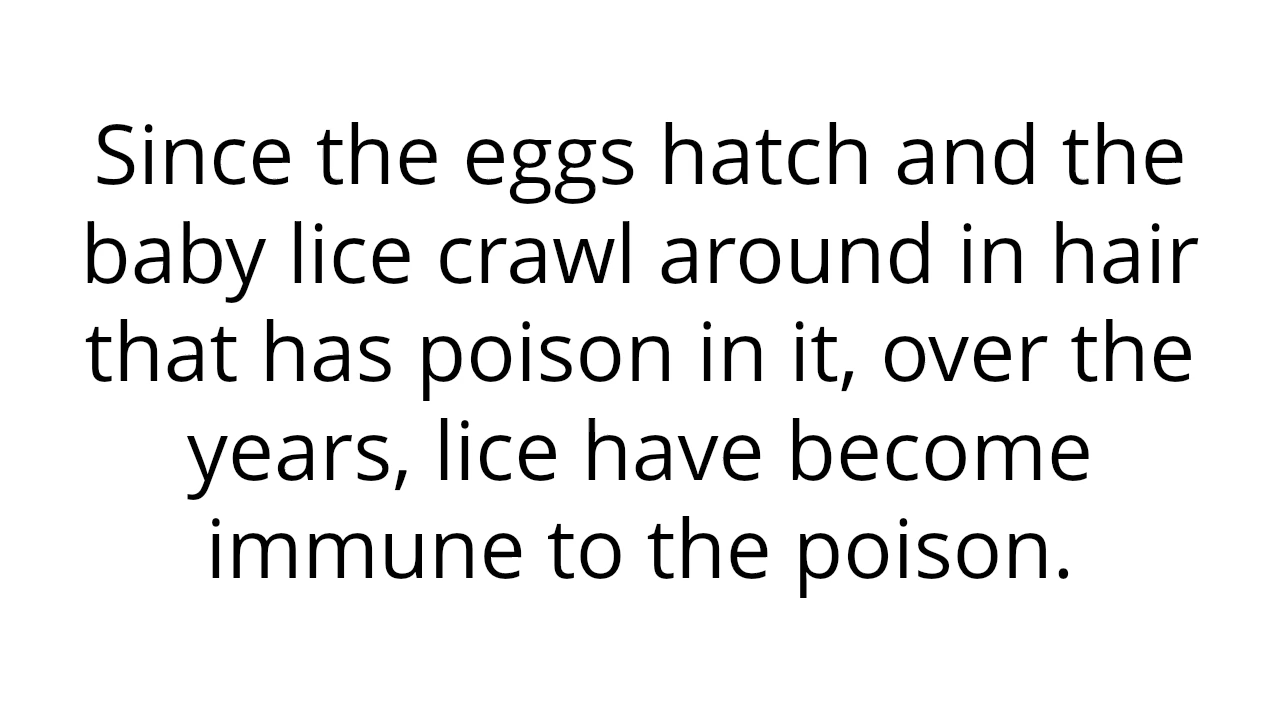 Since the eggs hatch and the
baby lice crawl around in hair
that has poison in it, over the
years, lice have become
immune to the poison.